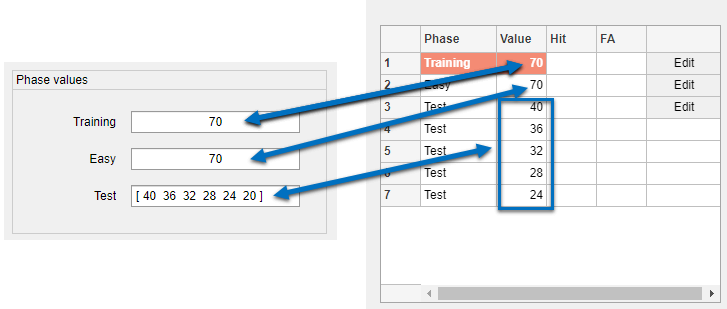 Phase values
Training 70
Easy 70
Test [ 40 36 32 28 24 20 ]
Phase Value Hit FA
1 Training 70 Edit
2 Easy 70 Edit
3 Test 40 Edit
4 Test 36
5 Test 32
6 Test 28
7 Test 24